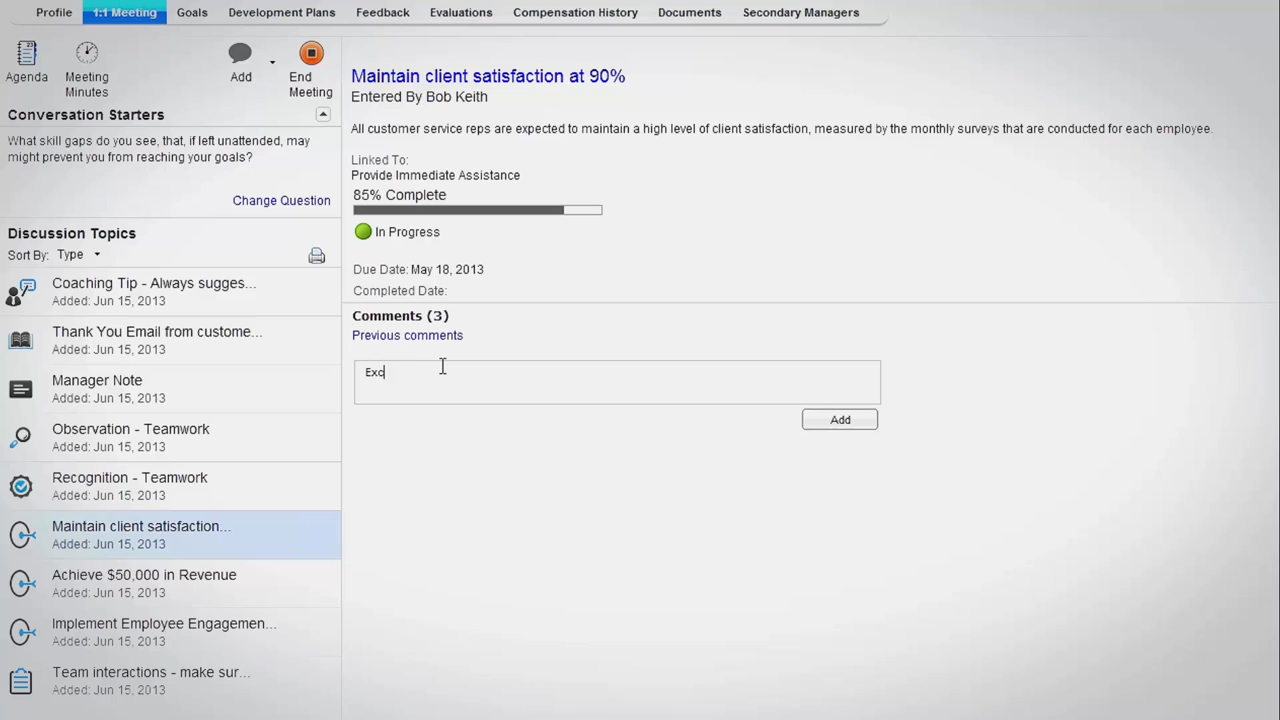 Profile 1:1 Meeting Goals Development Plans Feedback Evaluations Compensation History Documents Secondary Managers
23
Agenda
Meeting
Minutes
Add
End
Meeting
Conversation Starters
What skill gaps do you see, that, if left unattended, may
might prevent you from reaching your goals?
Change Question
Discussion Topics
Sort By: Type
Coaching Tip - Always sugges...
Added: Jun 15, 2013
Thank You Email from custome...
Added: Jun 15, 2013
Manager Note
Added: Jun 15, 2013
Observation - Teamwork
Added: Jun 15, 2013
Recognition - Teamwork
Added: Jun 15, 2013
Maintain client satisfaction...
Added: Jun 15, 2013
Achieve $50,000 in Revenue
Added: Jun 15, 2013
Implement Employee Engagemen...
Added: Jun 15, 2013
Team interactions - make sur...
Added: Jun 15, 2013
Maintain client satisfaction at 90%
Entered By Bob Keith
All customer service reps are expected to maintain a high level of client satisfaction, measured by the monthly surveys that are conducted for each employee.
Linked To:
Provide Immediate Assistance
85% Complete
In Progress
Due Date: May 18, 2013
Completed Date:
Comments (3)
Previous comments
Exc
Add